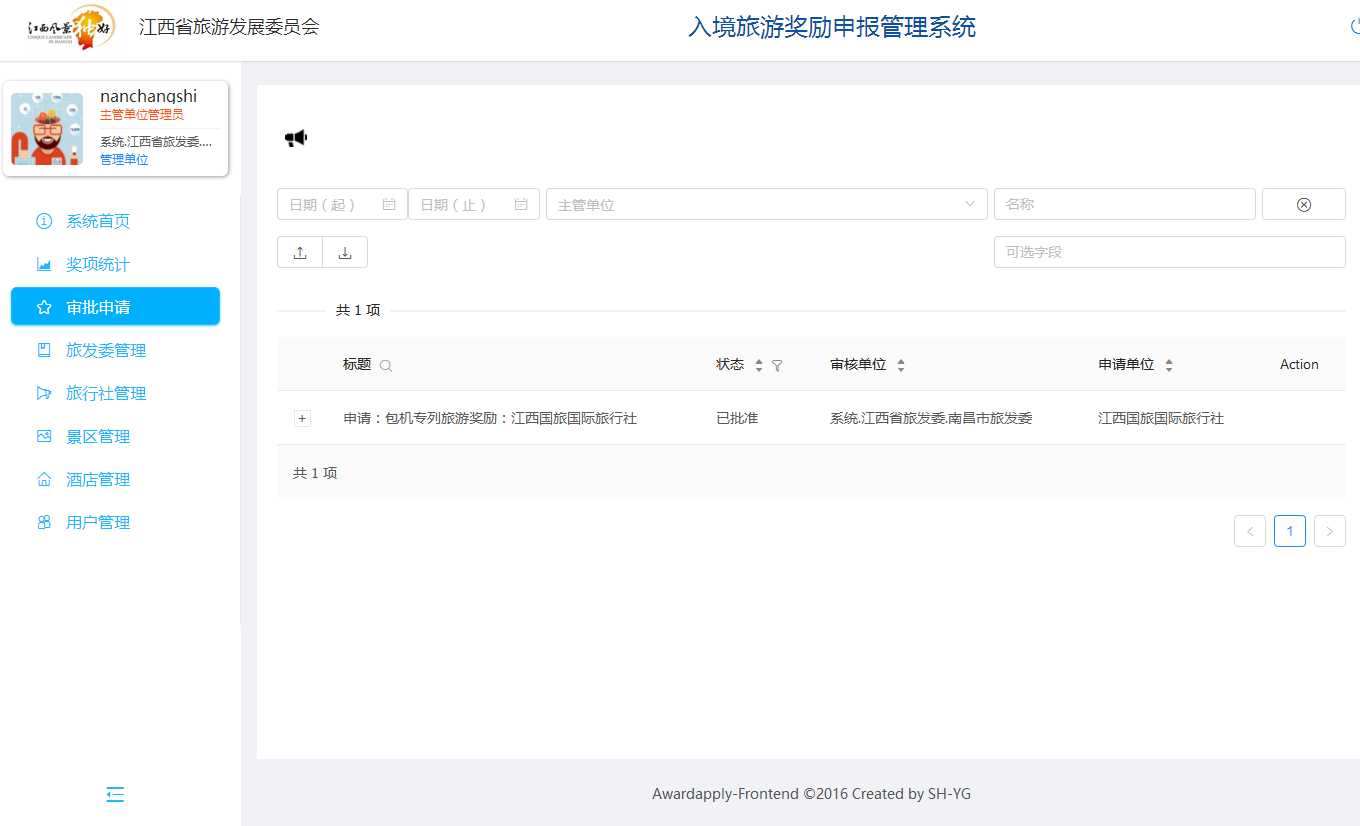 江西风景独好
UNIQUE LANDSCAPE
IN JIANGXI
江西省旅游发展委员会
入境旅游奖励申报管理系统
nanchangshi
主管单位管理员
系统.江西省旅发委....
管理单位
系统首页
奖项统计
审批申请
旅发委管理
旅行社管理
景区管理
酒店管理
用户管理
日期（起） 日期（止） 主管单位 名称
可选字段
共 1 项
标题 状态 审核单位 申请单位 Action
+ 申请：包机专列旅游奖励：江西国旅国际旅行社 已批准 系统.江西省旅发委.南昌市旅发委 江西国旅国际旅行社
共 1 项
< 1 >
Awardapply-Frontend ©2016 Created by SH-YG